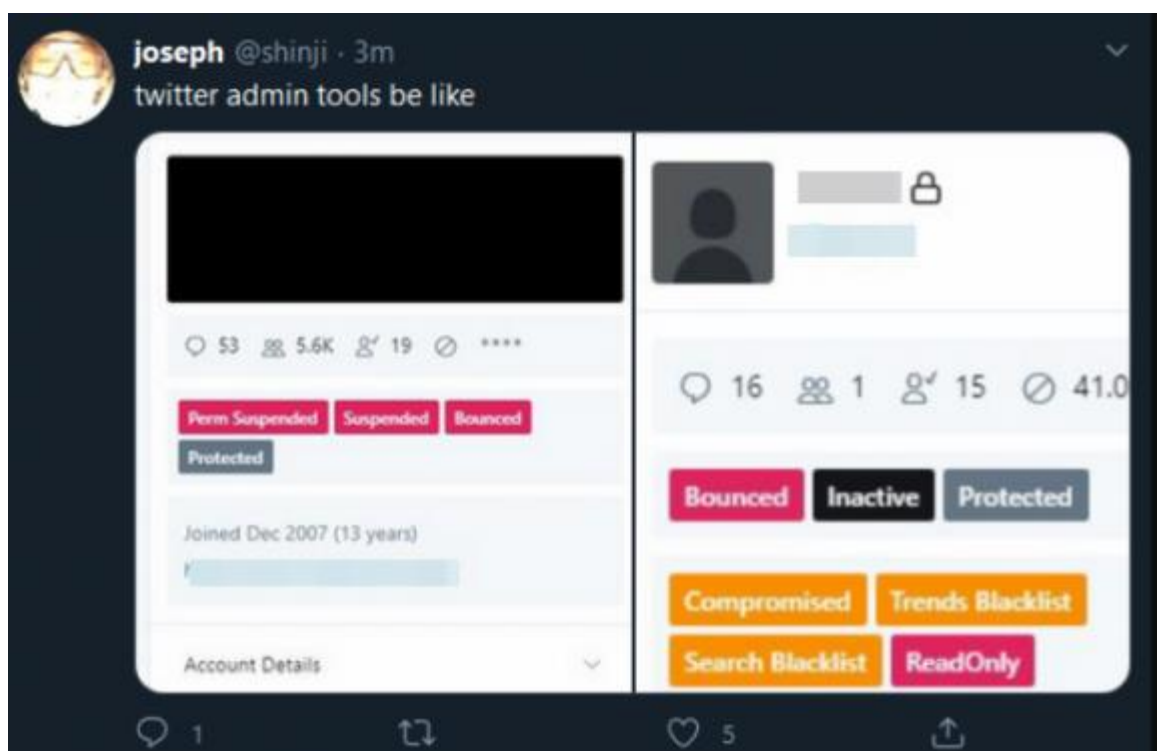 joseph @shinji · 3m
twitter admin tools be like
53 5.6K 19 ****
Perm Suspended Suspended Bounced
Protected
Joined Dec 2007 (13 years)
Account Details
16 1 15 41.0
Bounced Inactive Protected
Compromised Trends Blacklist
Search Blacklist ReadOnly
1 5